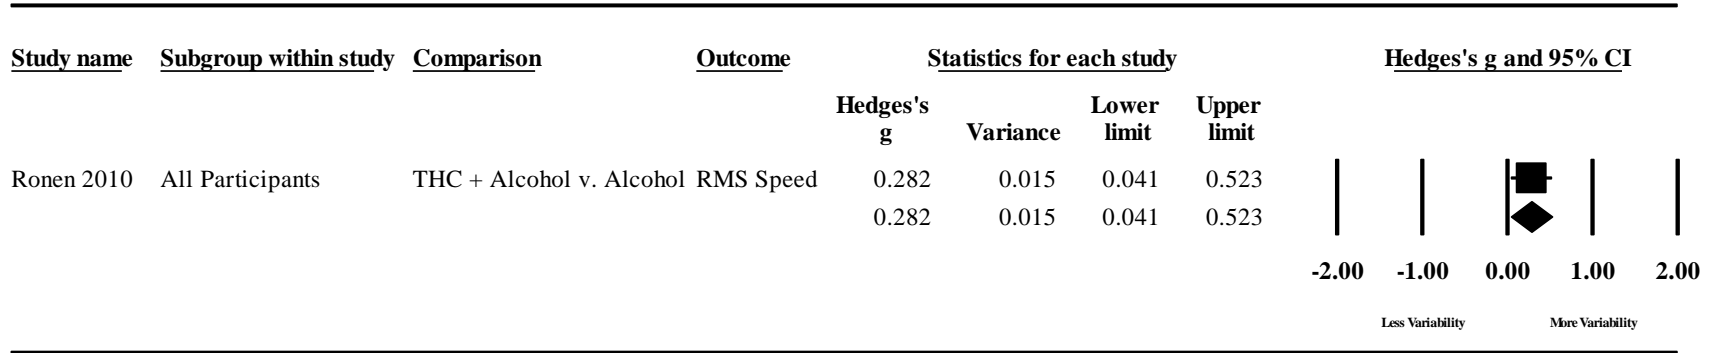 Study name Subgroup within study Comparison Outcome Statistics for each study Hedges's g and 95% CI
Hedges's g Variance Lower limit Upper limit
Ronen 2010 All Participants THC + Alcohol v. Alcohol RMS Speed 0.282 0.015 0.041 0.523
0.282 0.015 0.041 0.523
-2.00 -1.00 0.00 1.00 2.00
Less Variability More Variability